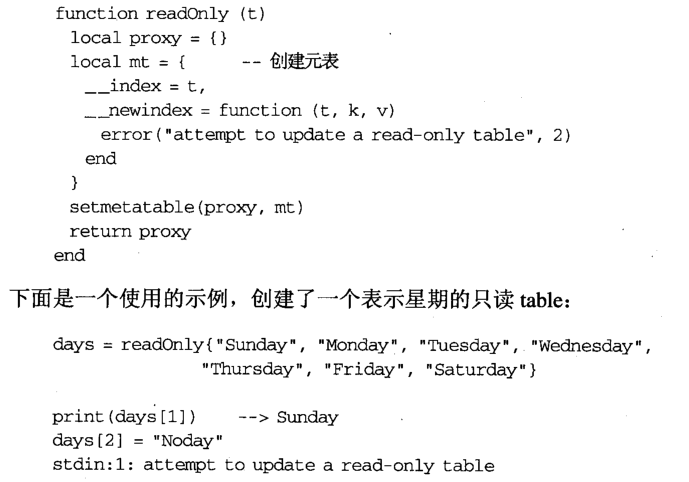 function readOnly (t)
  local proxy = {}
  local mt = {       -- 创建元表
    __index = t,
    __newindex = function (t, k, v)
      error("attempt to update a read-only table", 2)
    end
  }
  setmetatable(proxy, mt)
  return proxy
end
下面是一个使用的示例，创建了一个表示星期的只读 table：
days = readOnly{"Sunday", "Monday", "Tuesday", "Wednesday",
                "Thursday", "Friday", "Saturday"}
print(days[1])     --> Sunday
days[2] = "Noday"
stdin:1: attempt to update a read-only table